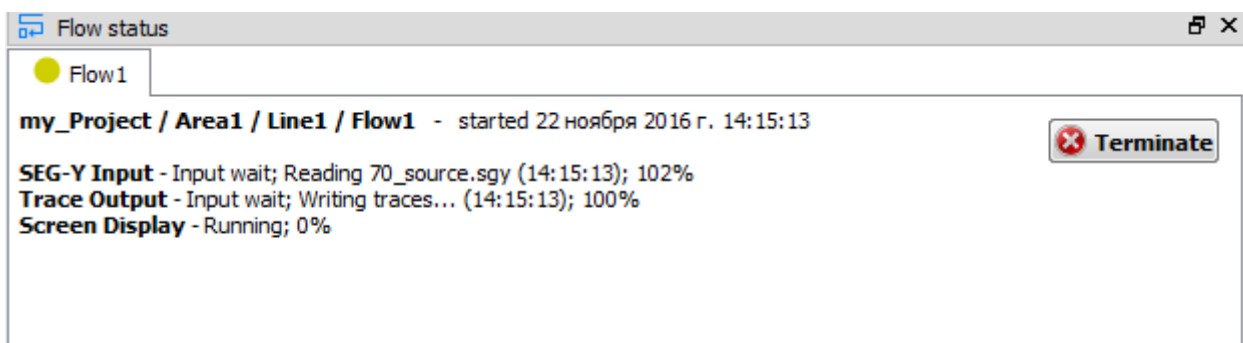 Flow status
Flow1
my_Project / Area1 / Line1 / Flow1 - started 22 ноября 2016 г. 14:15:13
Terminate
SEG-Y Input - Input wait; Reading 70_source.sgy (14:15:13); 102%
Trace Output - Input wait; Writing traces... (14:15:13); 100%
Screen Display - Running; 0%